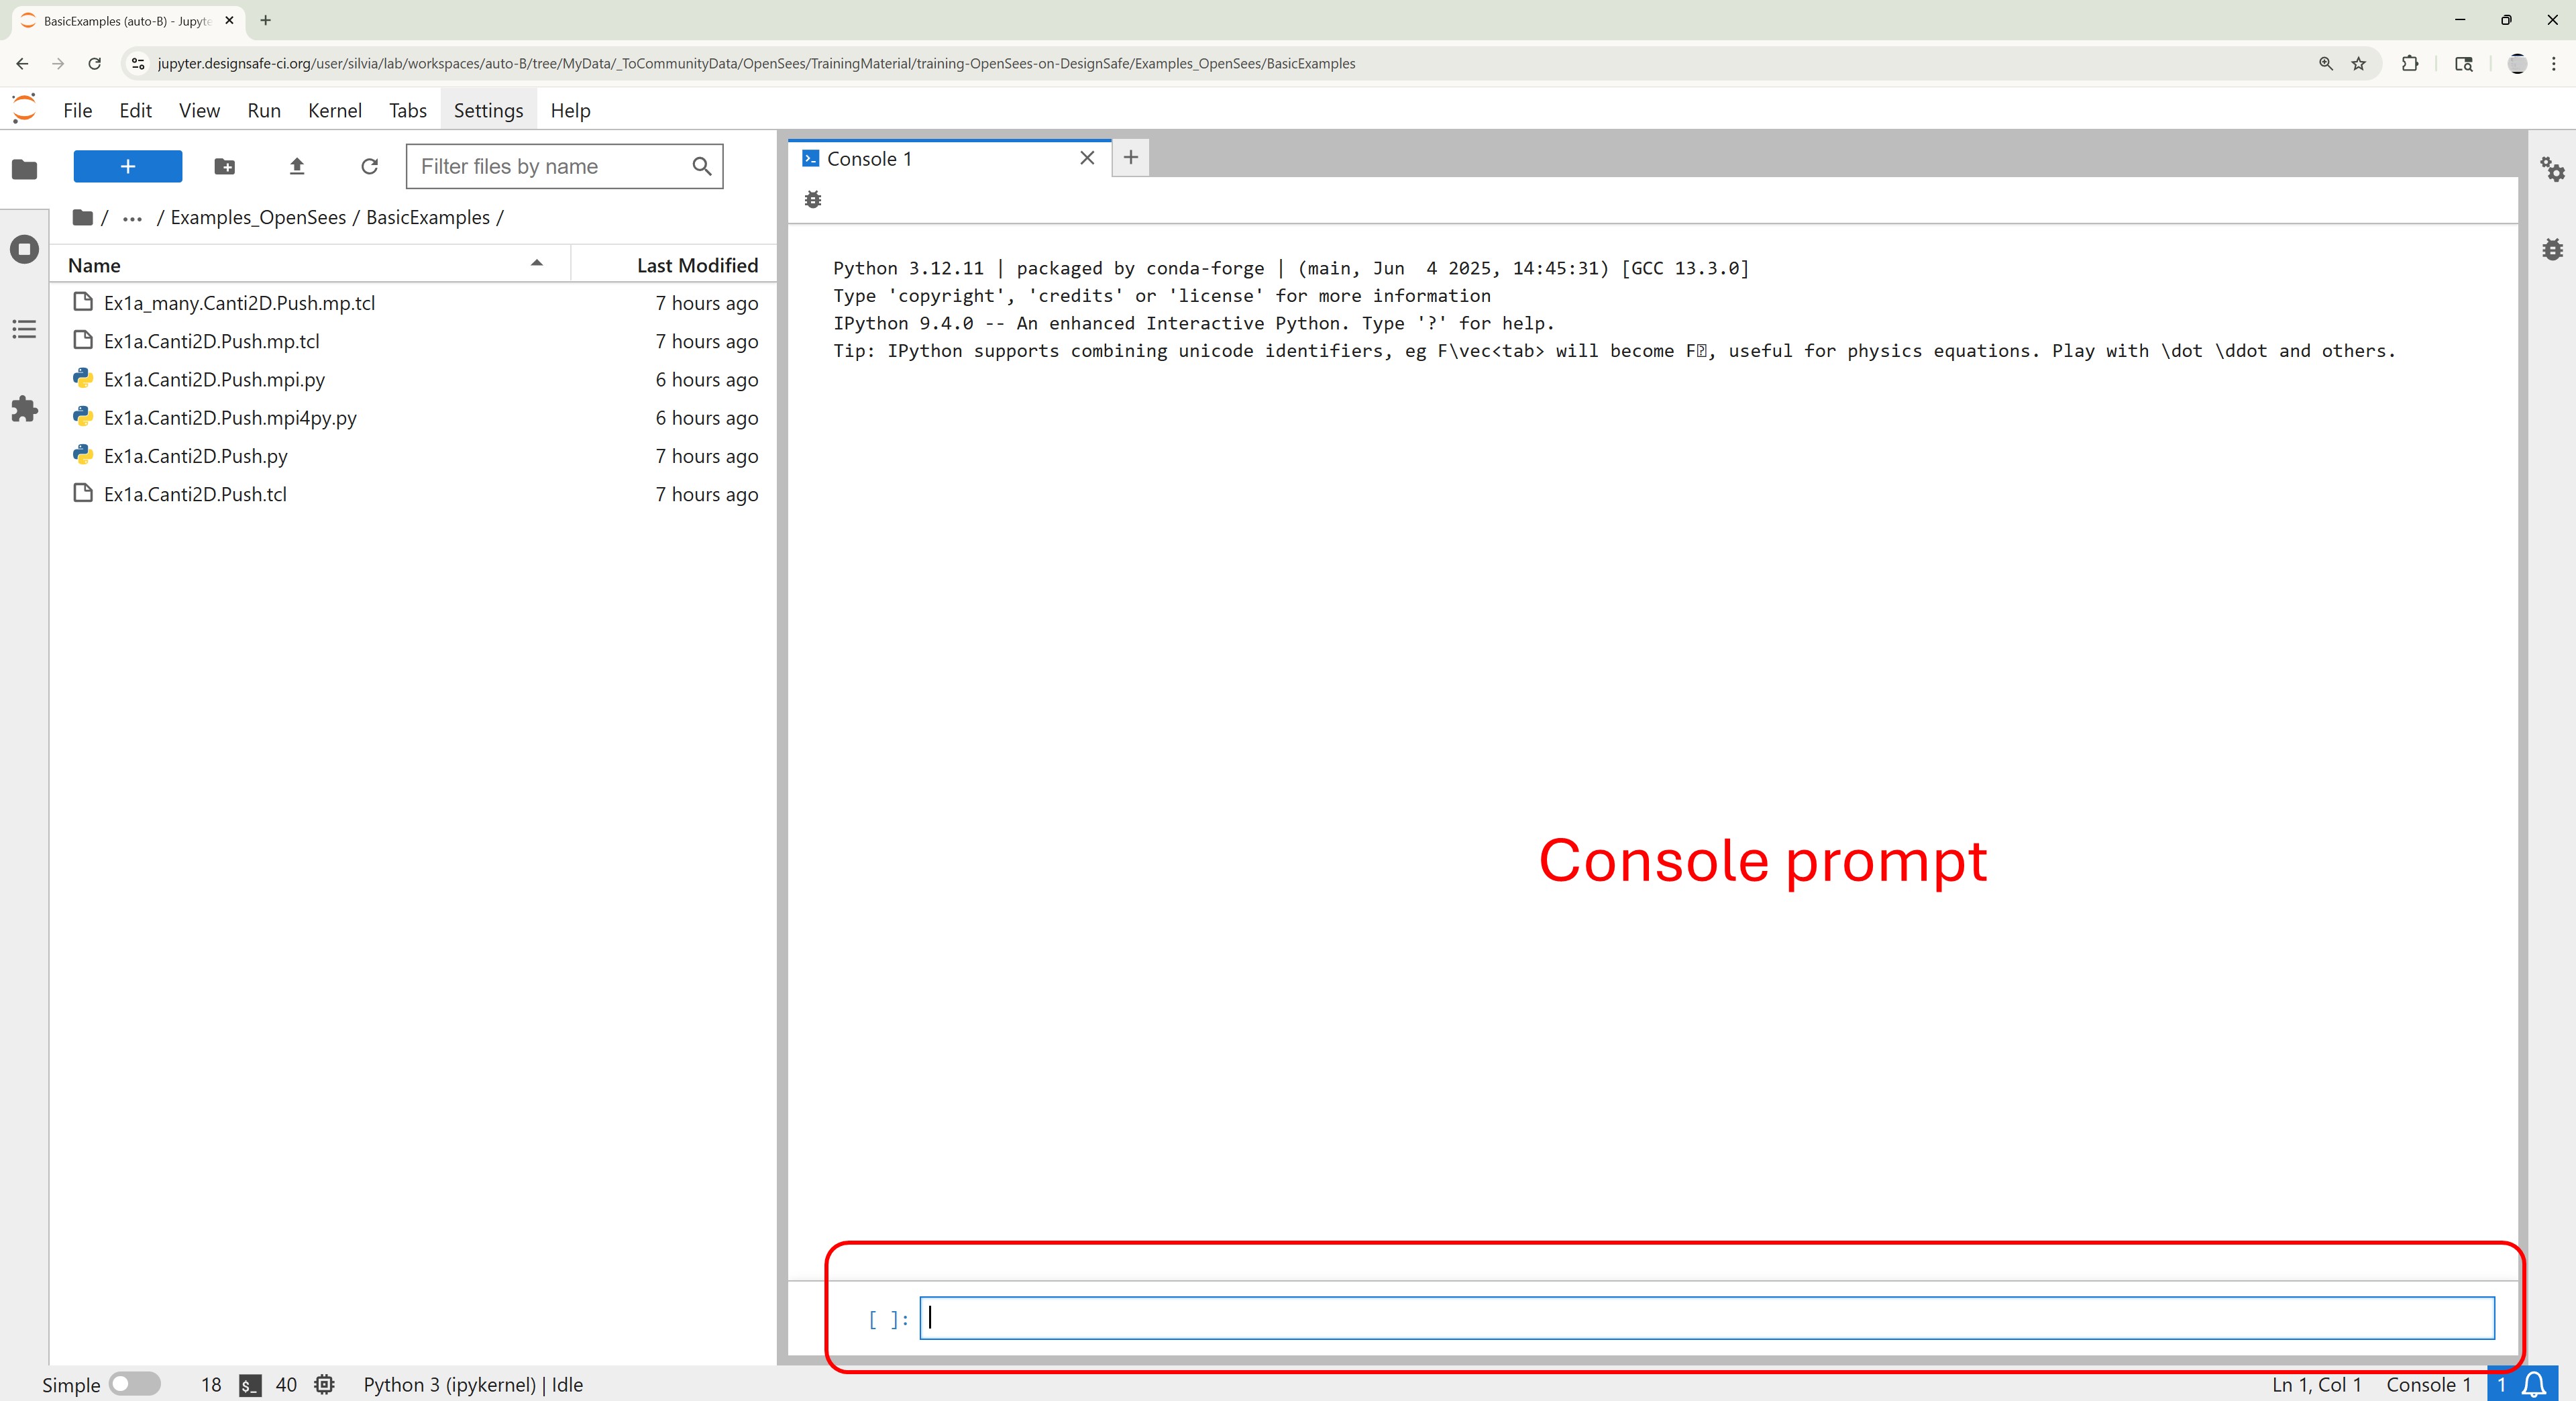 BasicExamples (auto-B) - Jupyte
jupyter.designsafe-ci.org/user/silvia/lab/workspaces/auto-B/tree/MyData/_ToCommunityData/OpenSees/TrainingMaterial/training-OpenSees-on-DesignSafe/Examples_OpenSees/BasicExamples
File Edit View Run Kernel Tabs Settings Help
Filter files by name
/ ... / Examples_OpenSees / BasicExamples /
Name Last Modified
Ex1a_many.Canti2D.Push.mp.tcl 7 hours ago
Ex1a.Canti2D.Push.mp.tcl 7 hours ago
Ex1a.Canti2D.Push.mpi.py 6 hours ago
Ex1a.Canti2D.Push.mpi4py.py 6 hours ago
Ex1a.Canti2D.Push.py 7 hours ago
Ex1a.Canti2D.Push.tcl 7 hours ago
Console 1
Python 3.12.11 | packaged by conda-forge | (main, Jun  4 2025, 14:45:31) [GCC 13.3.0]
Type 'copyright', 'credits' or 'license' for more information
IPython 9.4.0 -- An enhanced Interactive Python. Type '?' for help.
Tip: IPython supports combining unicode identifiers, eg F\vec<tab> will become F⃗, useful for physics equations. Play with \dot \ddot and others.
Console prompt
[ ]:
Simple 18 $_ 40 Python 3 (ipykernel) | Idle
Ln 1, Col 1 Console 1 1